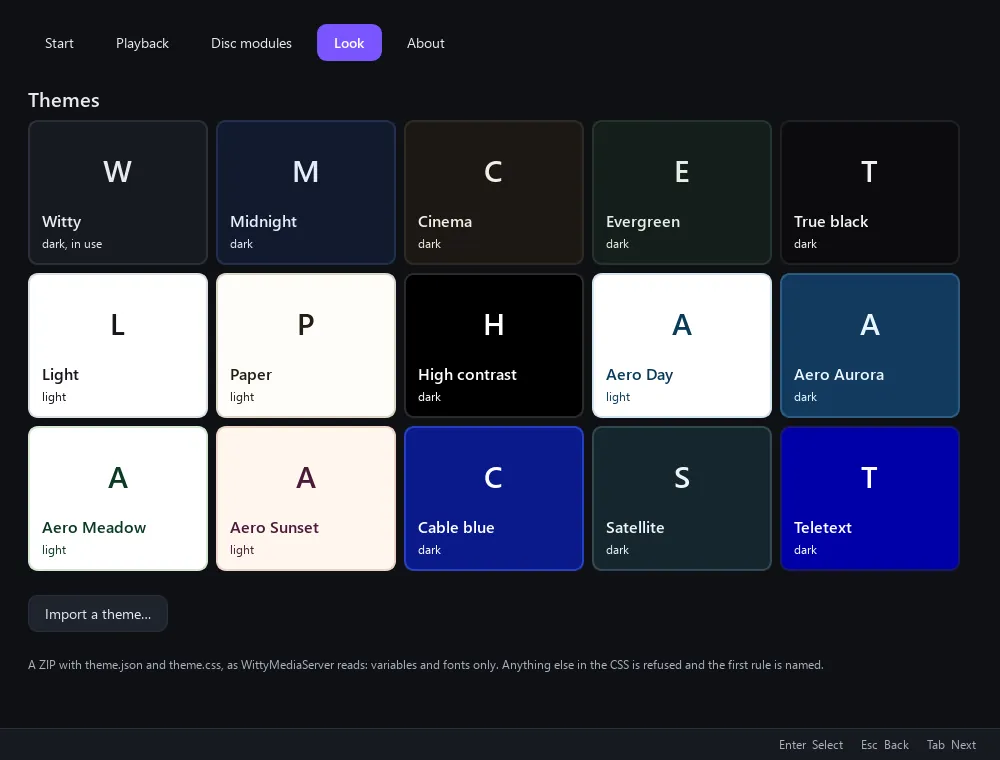 Start Playback Disc modules Look About
Themes
W M C E T
Witty Midnight Cinema Evergreen True black
dark, in use dark dark dark dark
L P H A A
Light Paper High contrast Aero Day Aero Aurora
light light dark light dark
A A C S T
Aero Meadow Aero Sunset Cable blue Satellite Teletext
light light dark dark dark
Import a theme...
A ZIP with theme.json and theme.css, as WittyMediaServer reads: variables and fonts only. Anything else in the CSS is refused and the first rule is named.
Enter Select Esc Back Tab Next